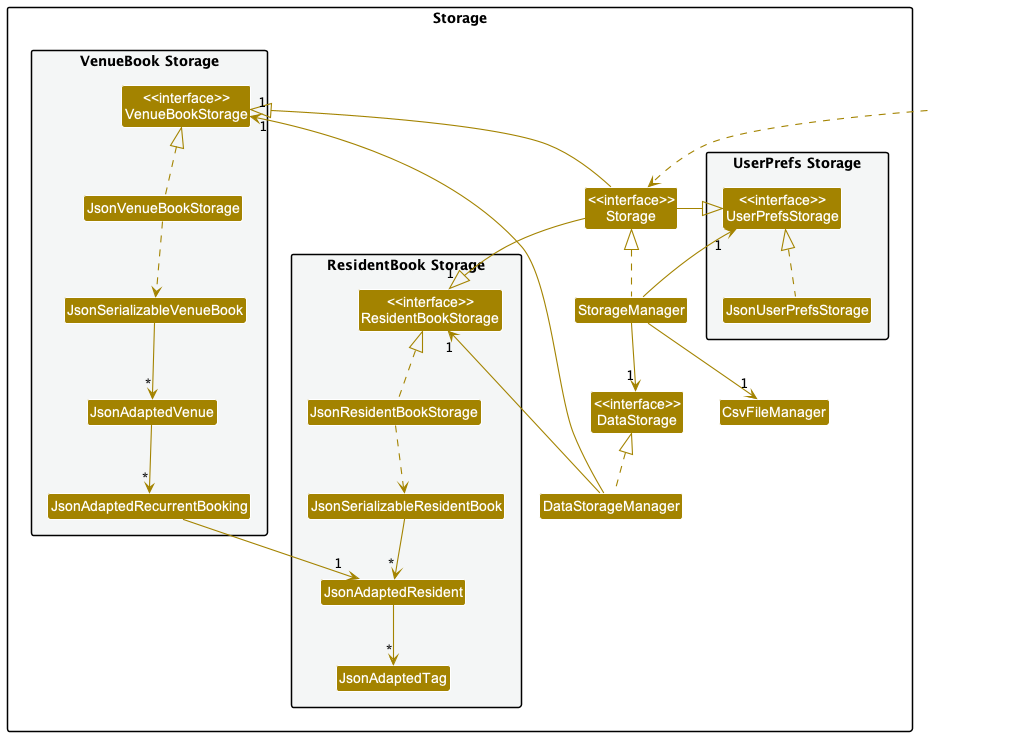 Storage
VenueBook Storage
<<interface>>
VenueBookStorage
1
1
JsonVenueBookStorage
JsonSerializableVenueBook
*
JsonAdaptedVenue
*
JsonAdaptedRecurrentBooking
1
ResidentBook Storage
1
<<interface>>
ResidentBookStorage
1
JsonResidentBookStorage
JsonSerializableResidentBook
*
JsonAdaptedResident
*
JsonAdaptedTag
<<interface>>
Storage
StorageManager
1
1
<<interface>>
DataStorage
CsvFileManager
DataStorageManager
UserPrefs Storage
<<interface>>
UserPrefsStorage
1
JsonUserPrefsStorage